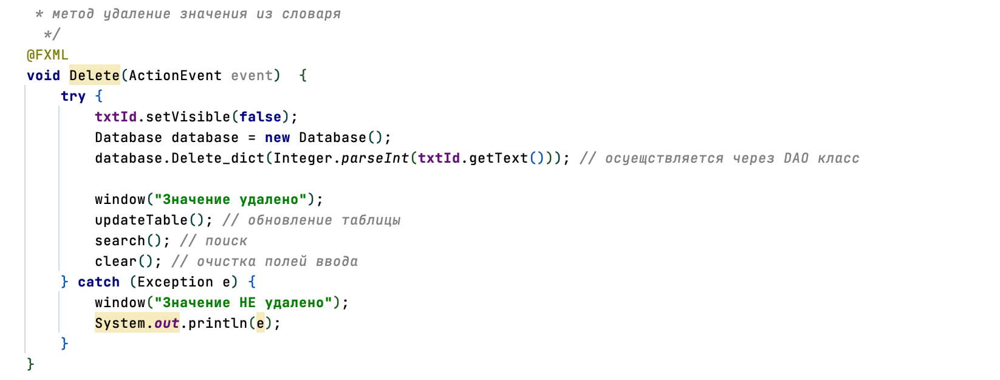 * метод удаление значения из словаря
*/
@FXML
void Delete(ActionEvent event)  {
    try {
        txtId.setVisible(false);
        Database database = new Database();
        database.Delete_dict(Integer.parseInt(txtId.getText())); // осуещствляется через DAO класс

        window("Значение удалено");
        updateTable(); // обновление таблицы
        search(); // поиск
        clear(); // очистка полей ввода
    } catch (Exception e) {
        window("Значение НЕ удалено");
        System.out.println(e);
    }
}